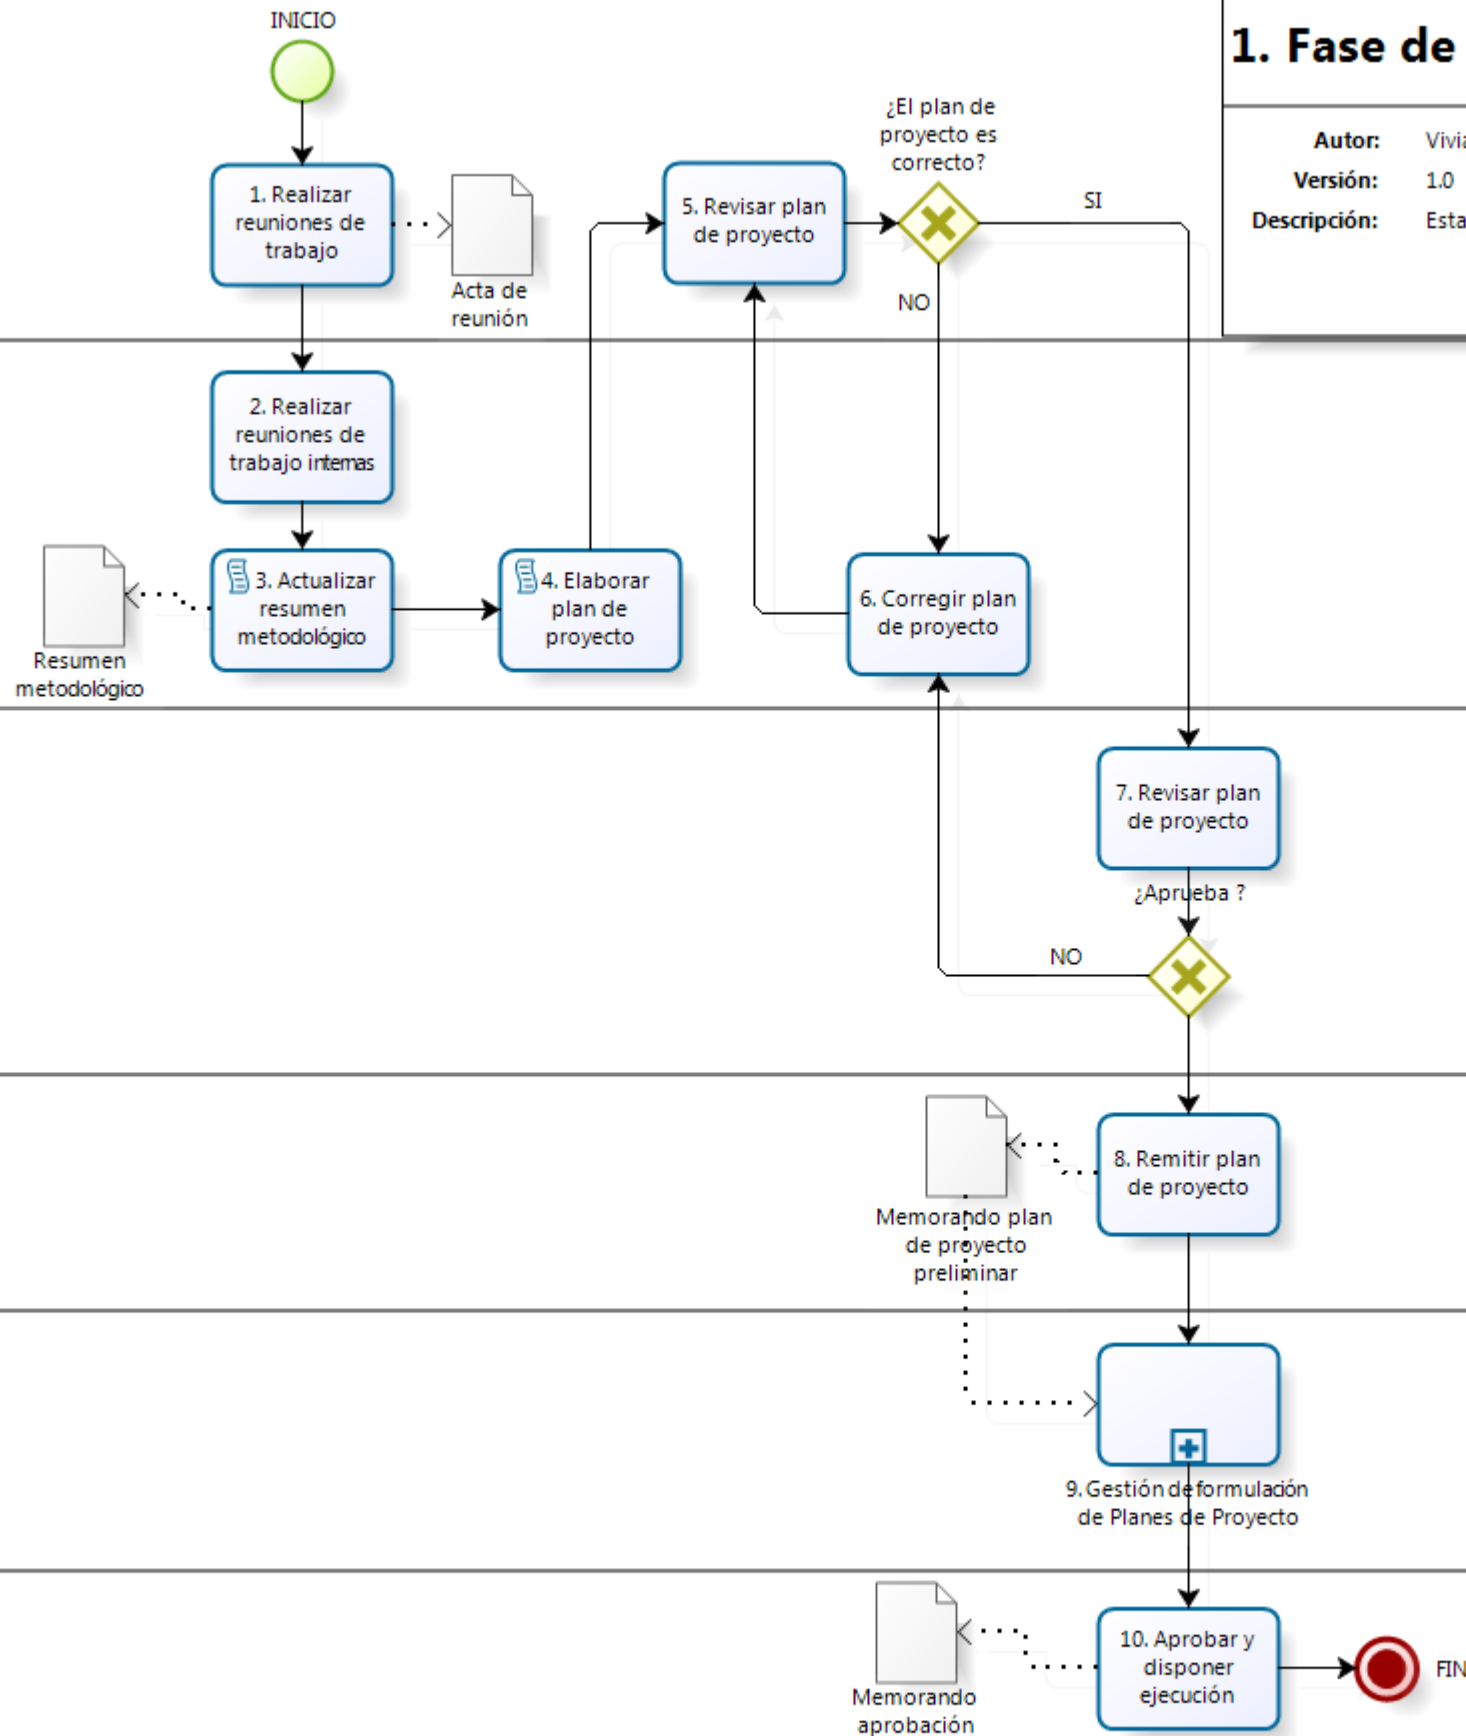 INICIO
1. Fase de
Autor:
Vivia
Versión:
1.0
Descripción:
Esta
1. Realizar
reuniones de
trabajo
Acta de
reunión
5. Revisar plan
de proyecto
¿El plan de
proyecto es
correcto?
SI
NO
2. Realizar
reuniones de
trabajo internas
3. Actualizar
resumen
metodológico
Resumen
metodológico
4. Elaborar
plan de
proyecto
6. Corregir plan
de proyecto
7. Revisar plan
de proyecto
¿Aprueba ?
NO
8. Remitir plan
de proyecto
Memorando plan
de proyecto
preliminar
9. Gestión de formulación
de Planes de Proyecto
10. Aprobar y
disponer
ejecución
Memorando
aprobación
FIN